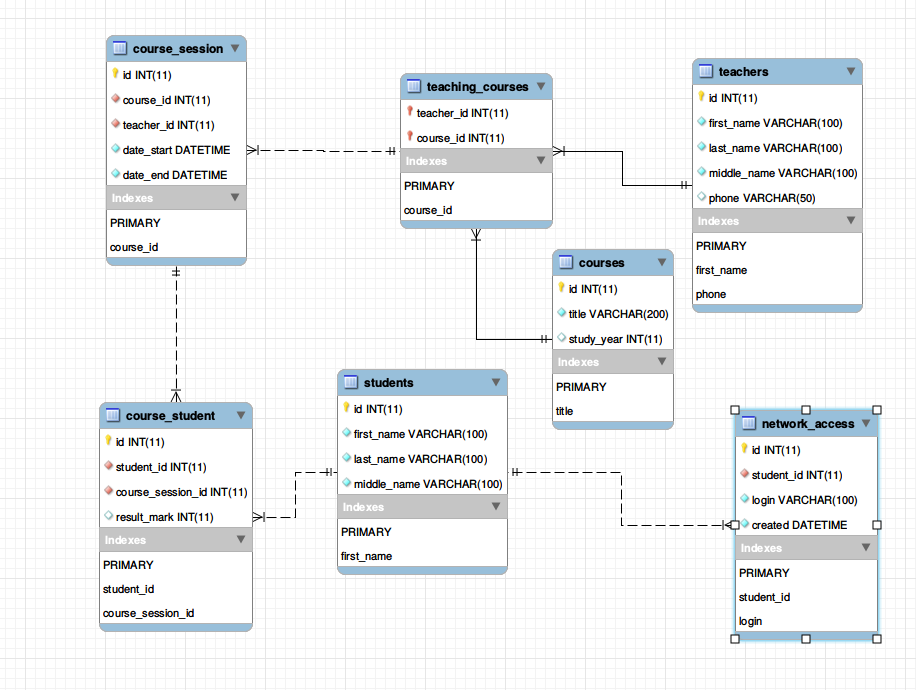 course_session
id INT(11)
course_id INT(11)
teacher_id INT(11)
date_start DATETIME
date_end DATETIME
Indexes
PRIMARY
course_id
teaching_courses
teacher_id INT(11)
course_id INT(11)
Indexes
PRIMARY
course_id
teachers
id INT(11)
first_name VARCHAR(100)
last_name VARCHAR(100)
middle_name VARCHAR(100)
phone VARCHAR(50)
Indexes
PRIMARY
first_name
phone
courses
id INT(11)
title VARCHAR(200)
study_year INT(11)
Indexes
PRIMARY
title
course_student
id INT(11)
student_id INT(11)
course_session_id INT(11)
result_mark INT(11)
Indexes
PRIMARY
student_id
course_session_id
students
id INT(11)
first_name VARCHAR(100)
last_name VARCHAR(100)
middle_name VARCHAR(100)
Indexes
PRIMARY
first_name
network_access
id INT(11)
student_id INT(11)
login VARCHAR(100)
created DATETIME
Indexes
PRIMARY
student_id
login